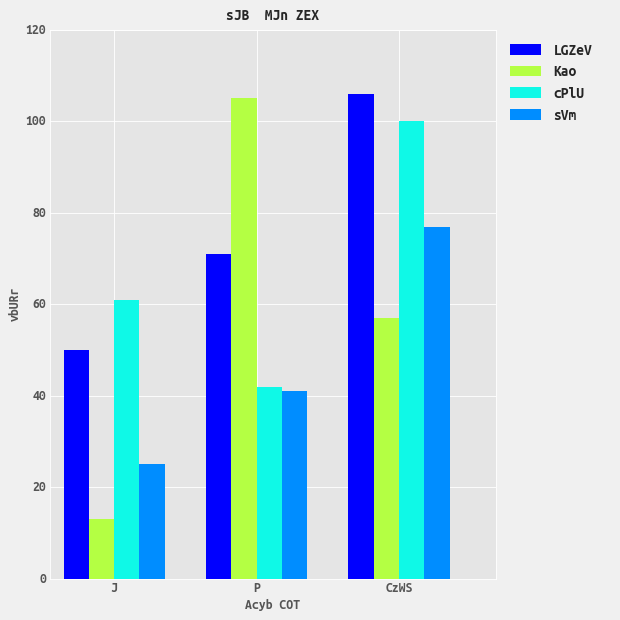 sJB  MJn ZEX
120
100
80
60
40
20
0
vbURr
J P CzWS
Acyb COT
LGZeV
Kao
cPlU
sVm